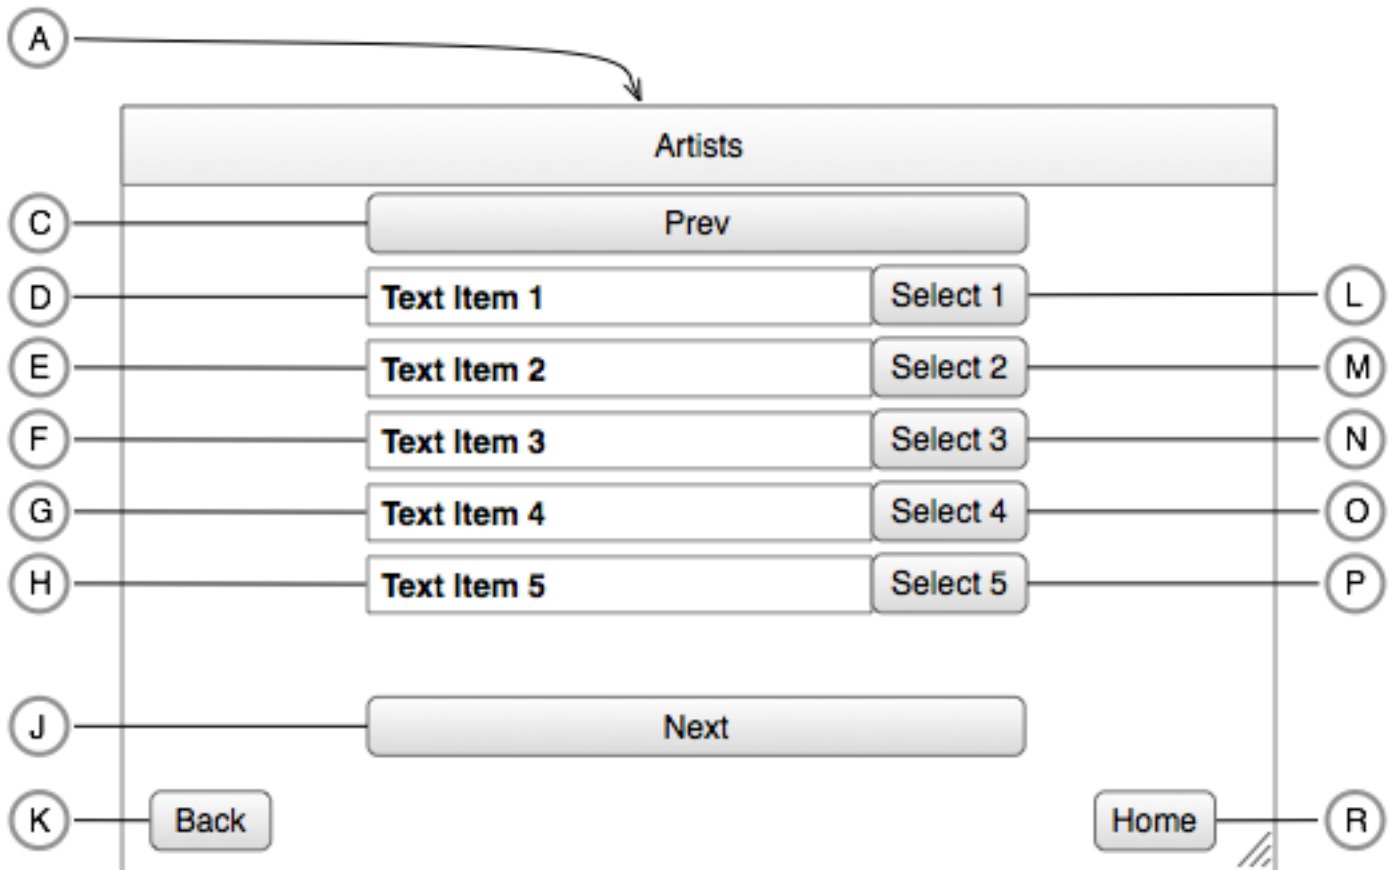 A
Artists
C Prev
D Text Item 1 Select 1 L
E Text Item 2 Select 2 M
F Text Item 3 Select 3 N
G Text Item 4 Select 4 O
H Text Item 5 Select 5 P
J Next
K Back Home R